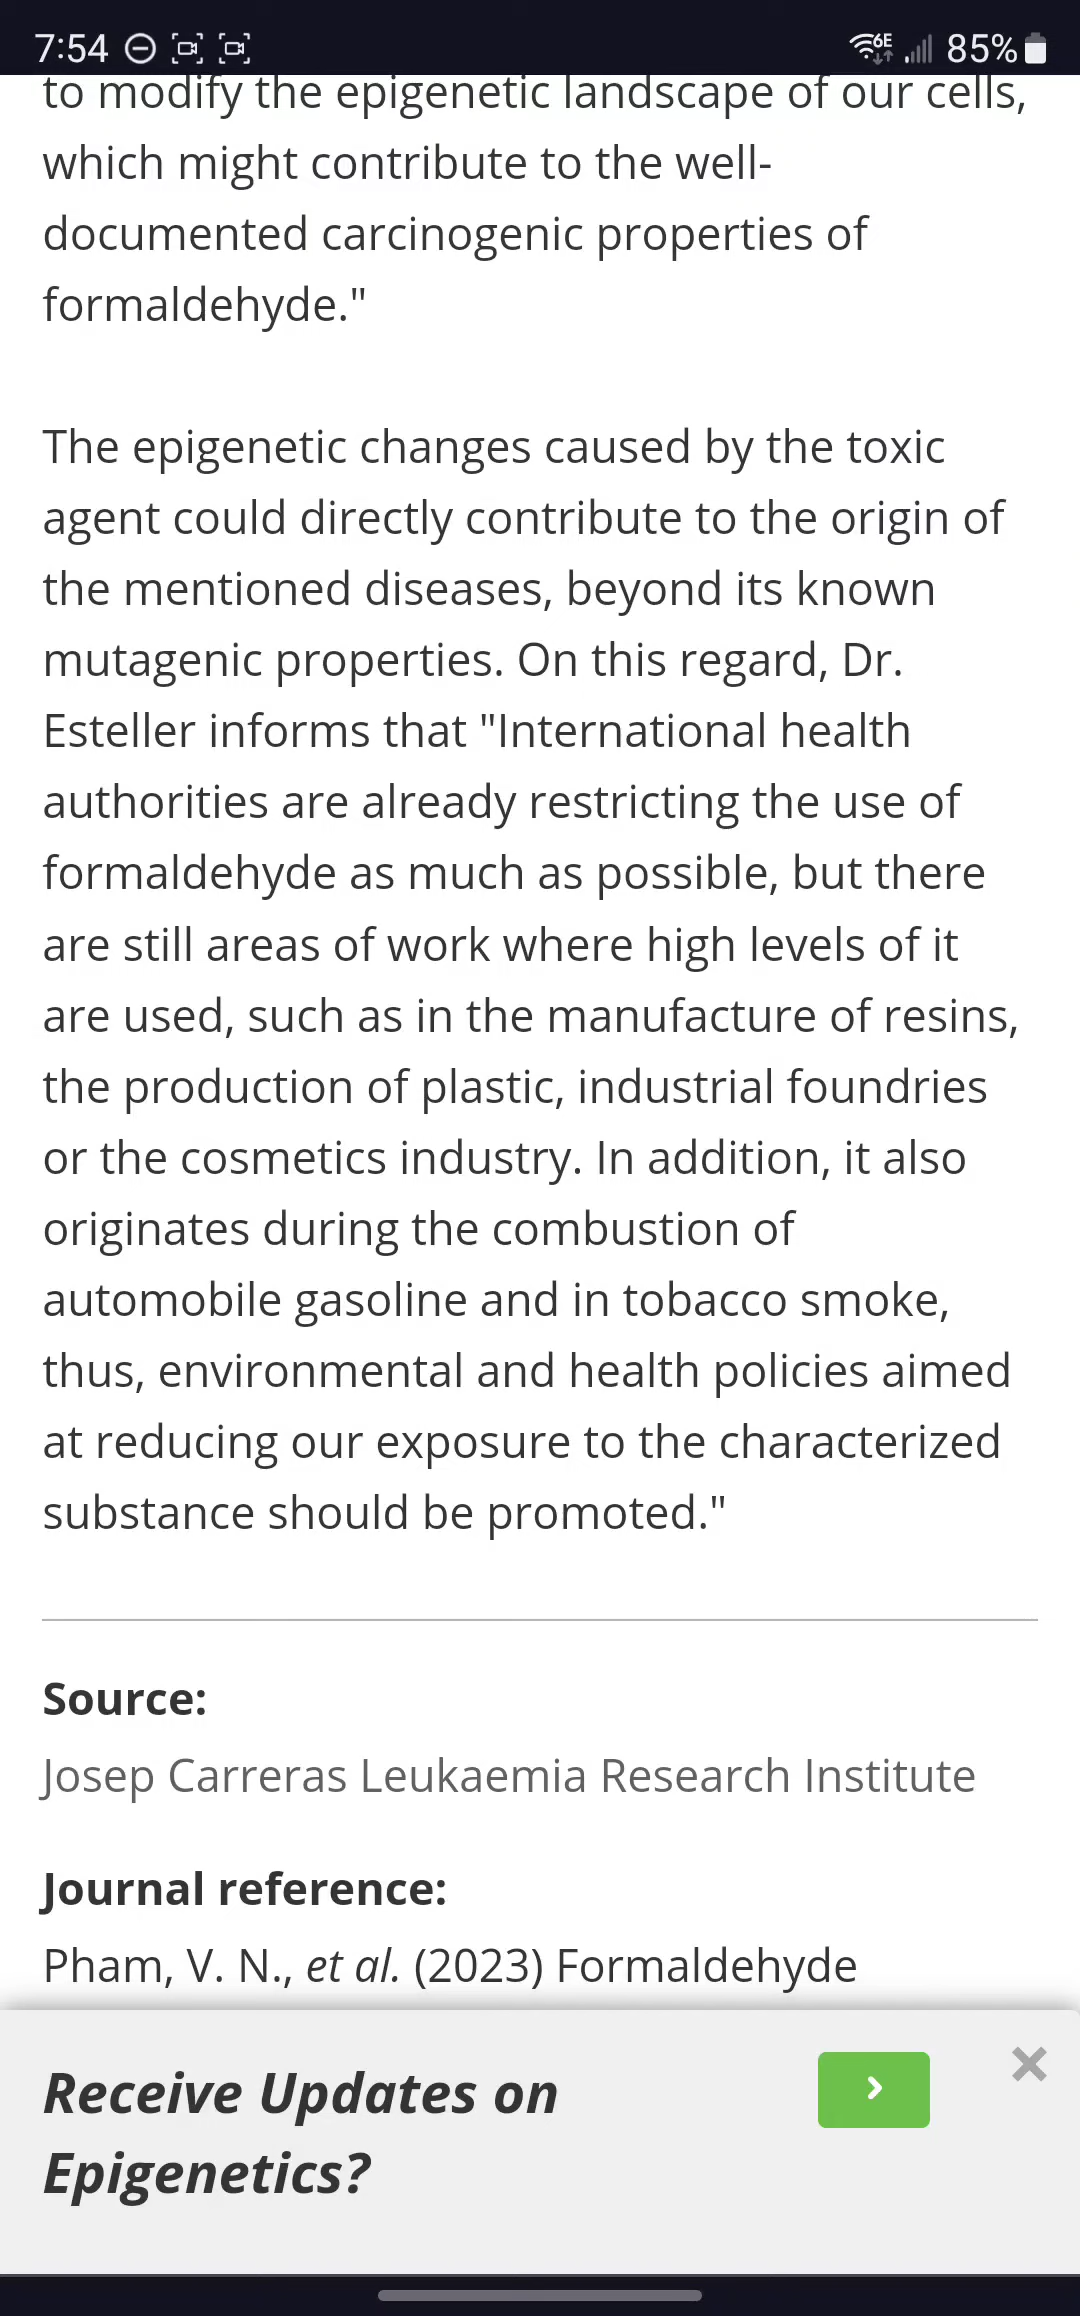 7:54 6E 85%
to modify the epigenetic landscape of our cells,
which might contribute to the well-
documented carcinogenic properties of
formaldehyde."
The epigenetic changes caused by the toxic
agent could directly contribute to the origin of
the mentioned diseases, beyond its known
mutagenic properties. On this regard, Dr.
Esteller informs that "International health
authorities are already restricting the use of
formaldehyde as much as possible, but there
are still areas of work where high levels of it
are used, such as in the manufacture of resins,
the production of plastic, industrial foundries
or the cosmetics industry. In addition, it also
originates during the combustion of
automobile gasoline and in tobacco smoke,
thus, environmental and health policies aimed
at reducing our exposure to the characterized
substance should be promoted."
Source:
Josep Carreras Leukaemia Research Institute
Journal reference:
Pham, V. N., et al. (2023) Formaldehyde
Receive Updates on
Epigenetics?